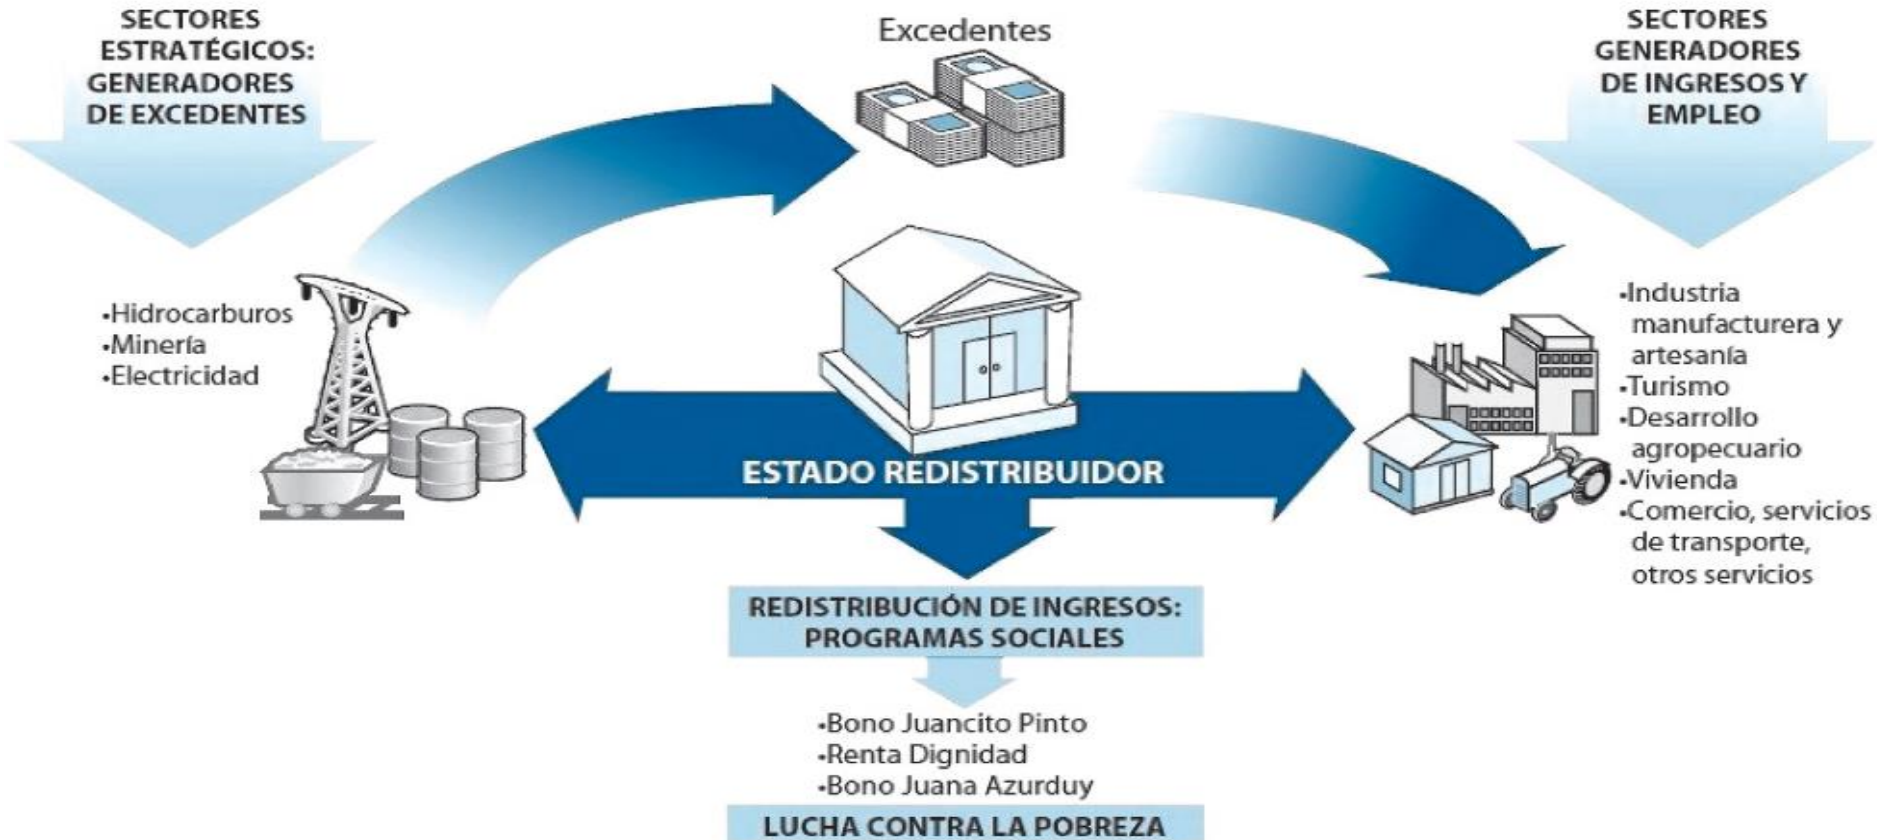 SECTORES
ESTRATÉGICOS:
GENERADORES
DE EXCEDENTES
•Hidrocarburos
•Minería
•Electricidad
Excedentes
SECTORES
GENERADORES
DE INGRESOS Y
EMPLEO
•Industria
manufacturera y
artesanía
•Turismo
•Desarrollo
agropecuario
•Vivienda
•Comercio, servicios
de transporte,
otros servicios
ESTADO REDISTRIBUIDOR
REDISTRIBUCIÓN DE INGRESOS:
PROGRAMAS SOCIALES
•Bono Juancito Pinto
•Renta Dignidad
•Bono Juana Azurduy
LUCHA CONTRA LA POBREZA